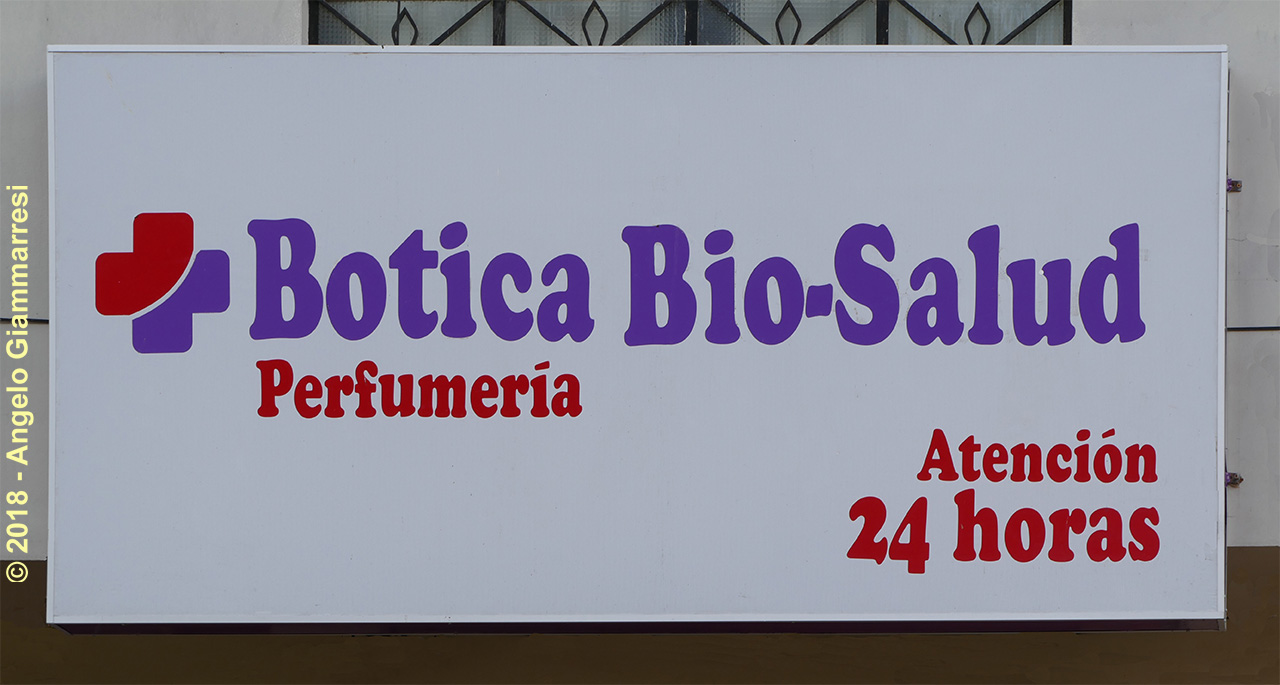 Botica Bio-Salud
Perfumería
Atención
24 horas
© 2018 - Angelo Giammarresi